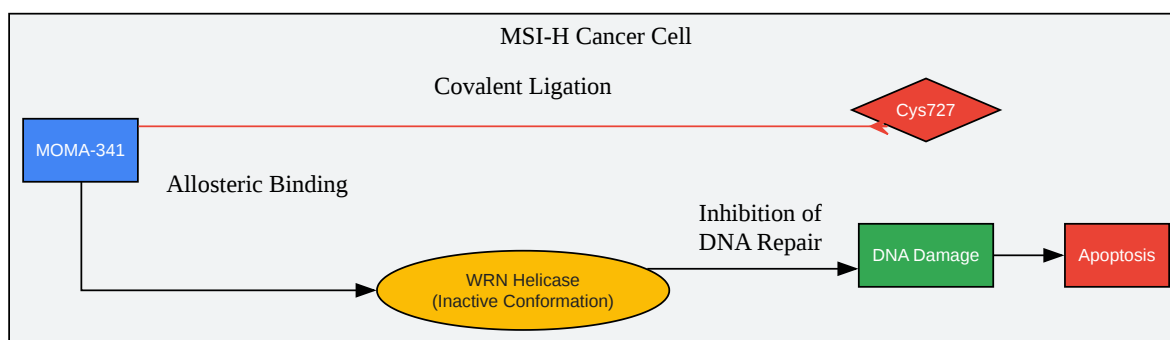 MSI-H Cancer Cell
Covalent Ligation
Cys727
MOMA-341
Allosteric Binding
Inhibition of
DNA Repair
DNA Damage
Apoptosis
WRN Helicase
(Inactive Conformation)